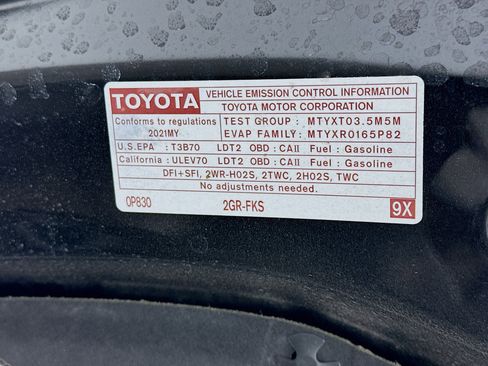 TOYOTA
VEHICLE EMISSION CONTROL INFORMATION
TOYOTA MOTOR CORPORATION
Conforms to regulations
2021MY
TEST GROUP : MTYXT03.5M5M
EVAP FAMILY: MTYXR0165P82
U.S.EPA : T3B70 LDT2 OBD : CAII Fuel : Gasoline
California : ULEV70 LDT2 OBD : CAII Fuel : Gasoline
DFI+SFI, 2WR-HO2S, 2TWC, 2HO2S, TWC
No adjustments needed.
0P830 2GR-FKS 9X